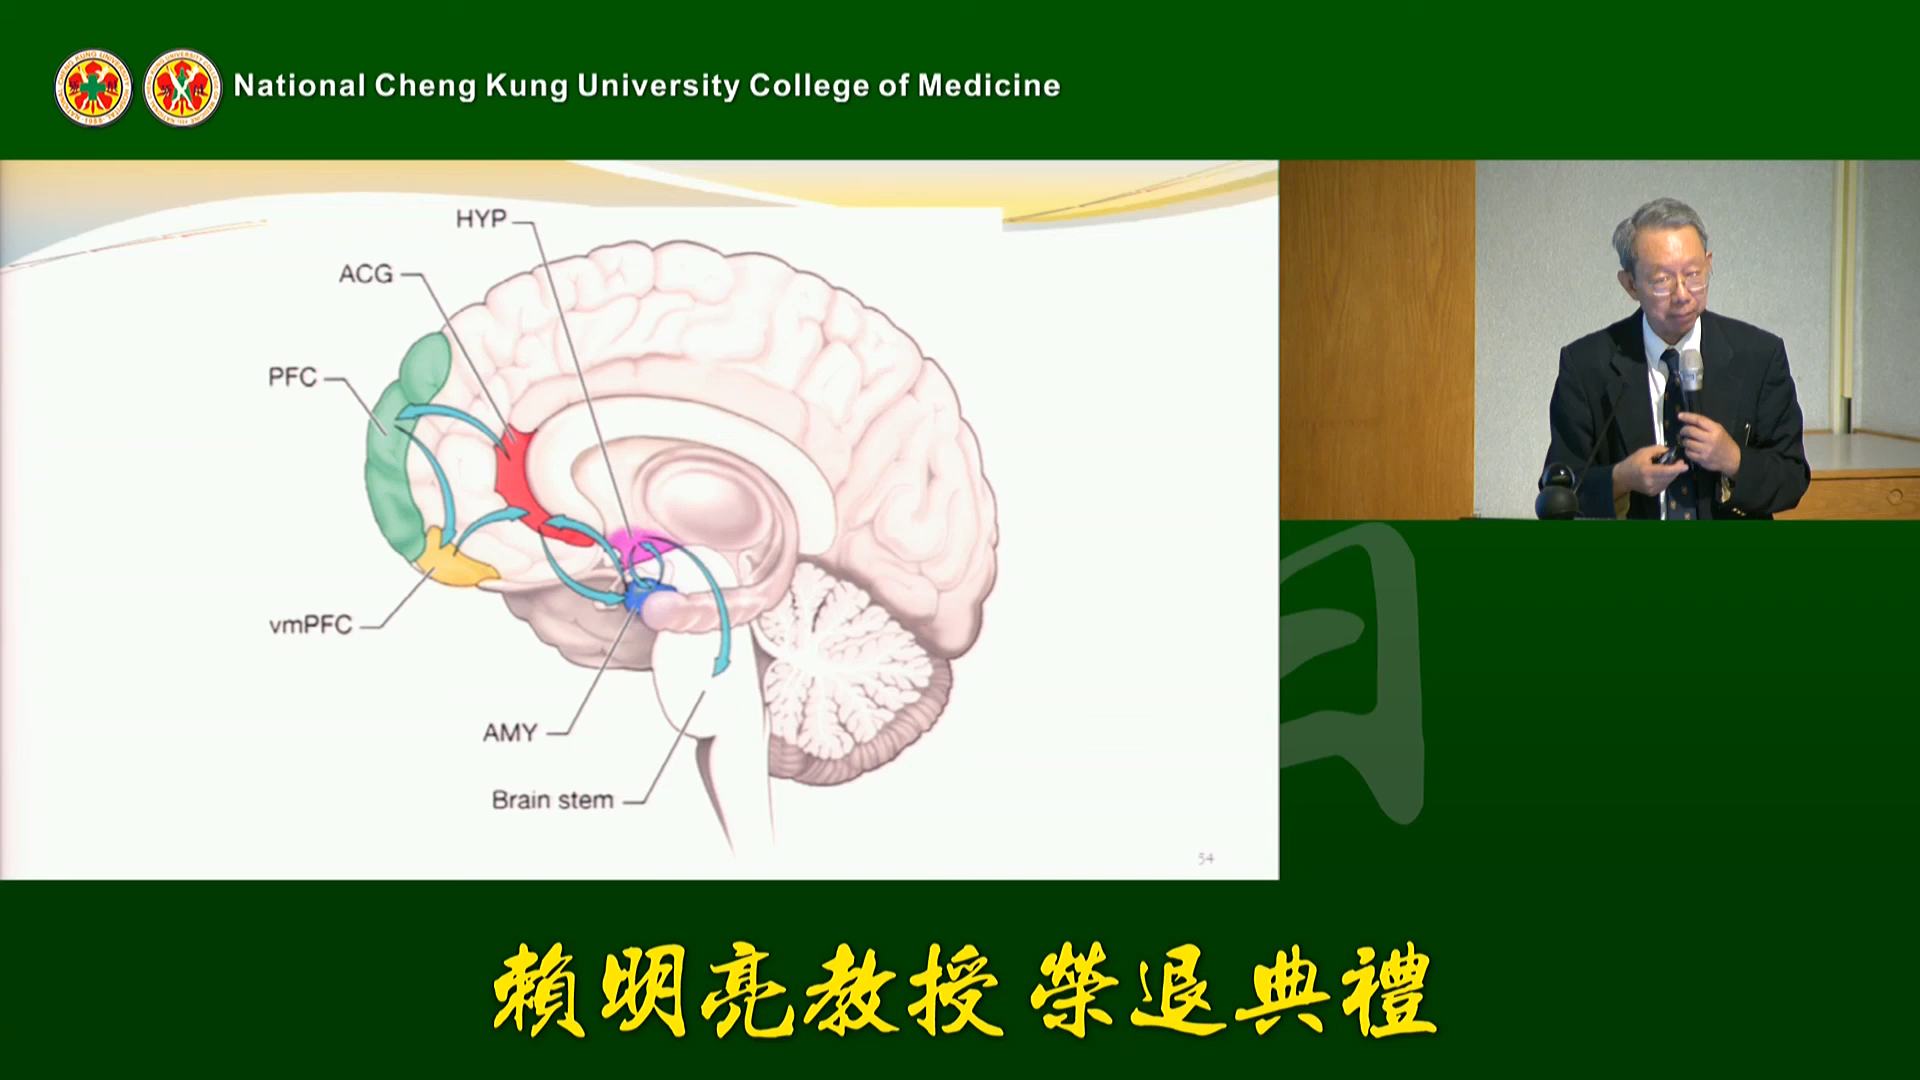 National Cheng Kung University College of Medicine
HYP
ACG
PFC
vmPFC
AMY
Brain stem
54
賴明亮教授 榮退典禮